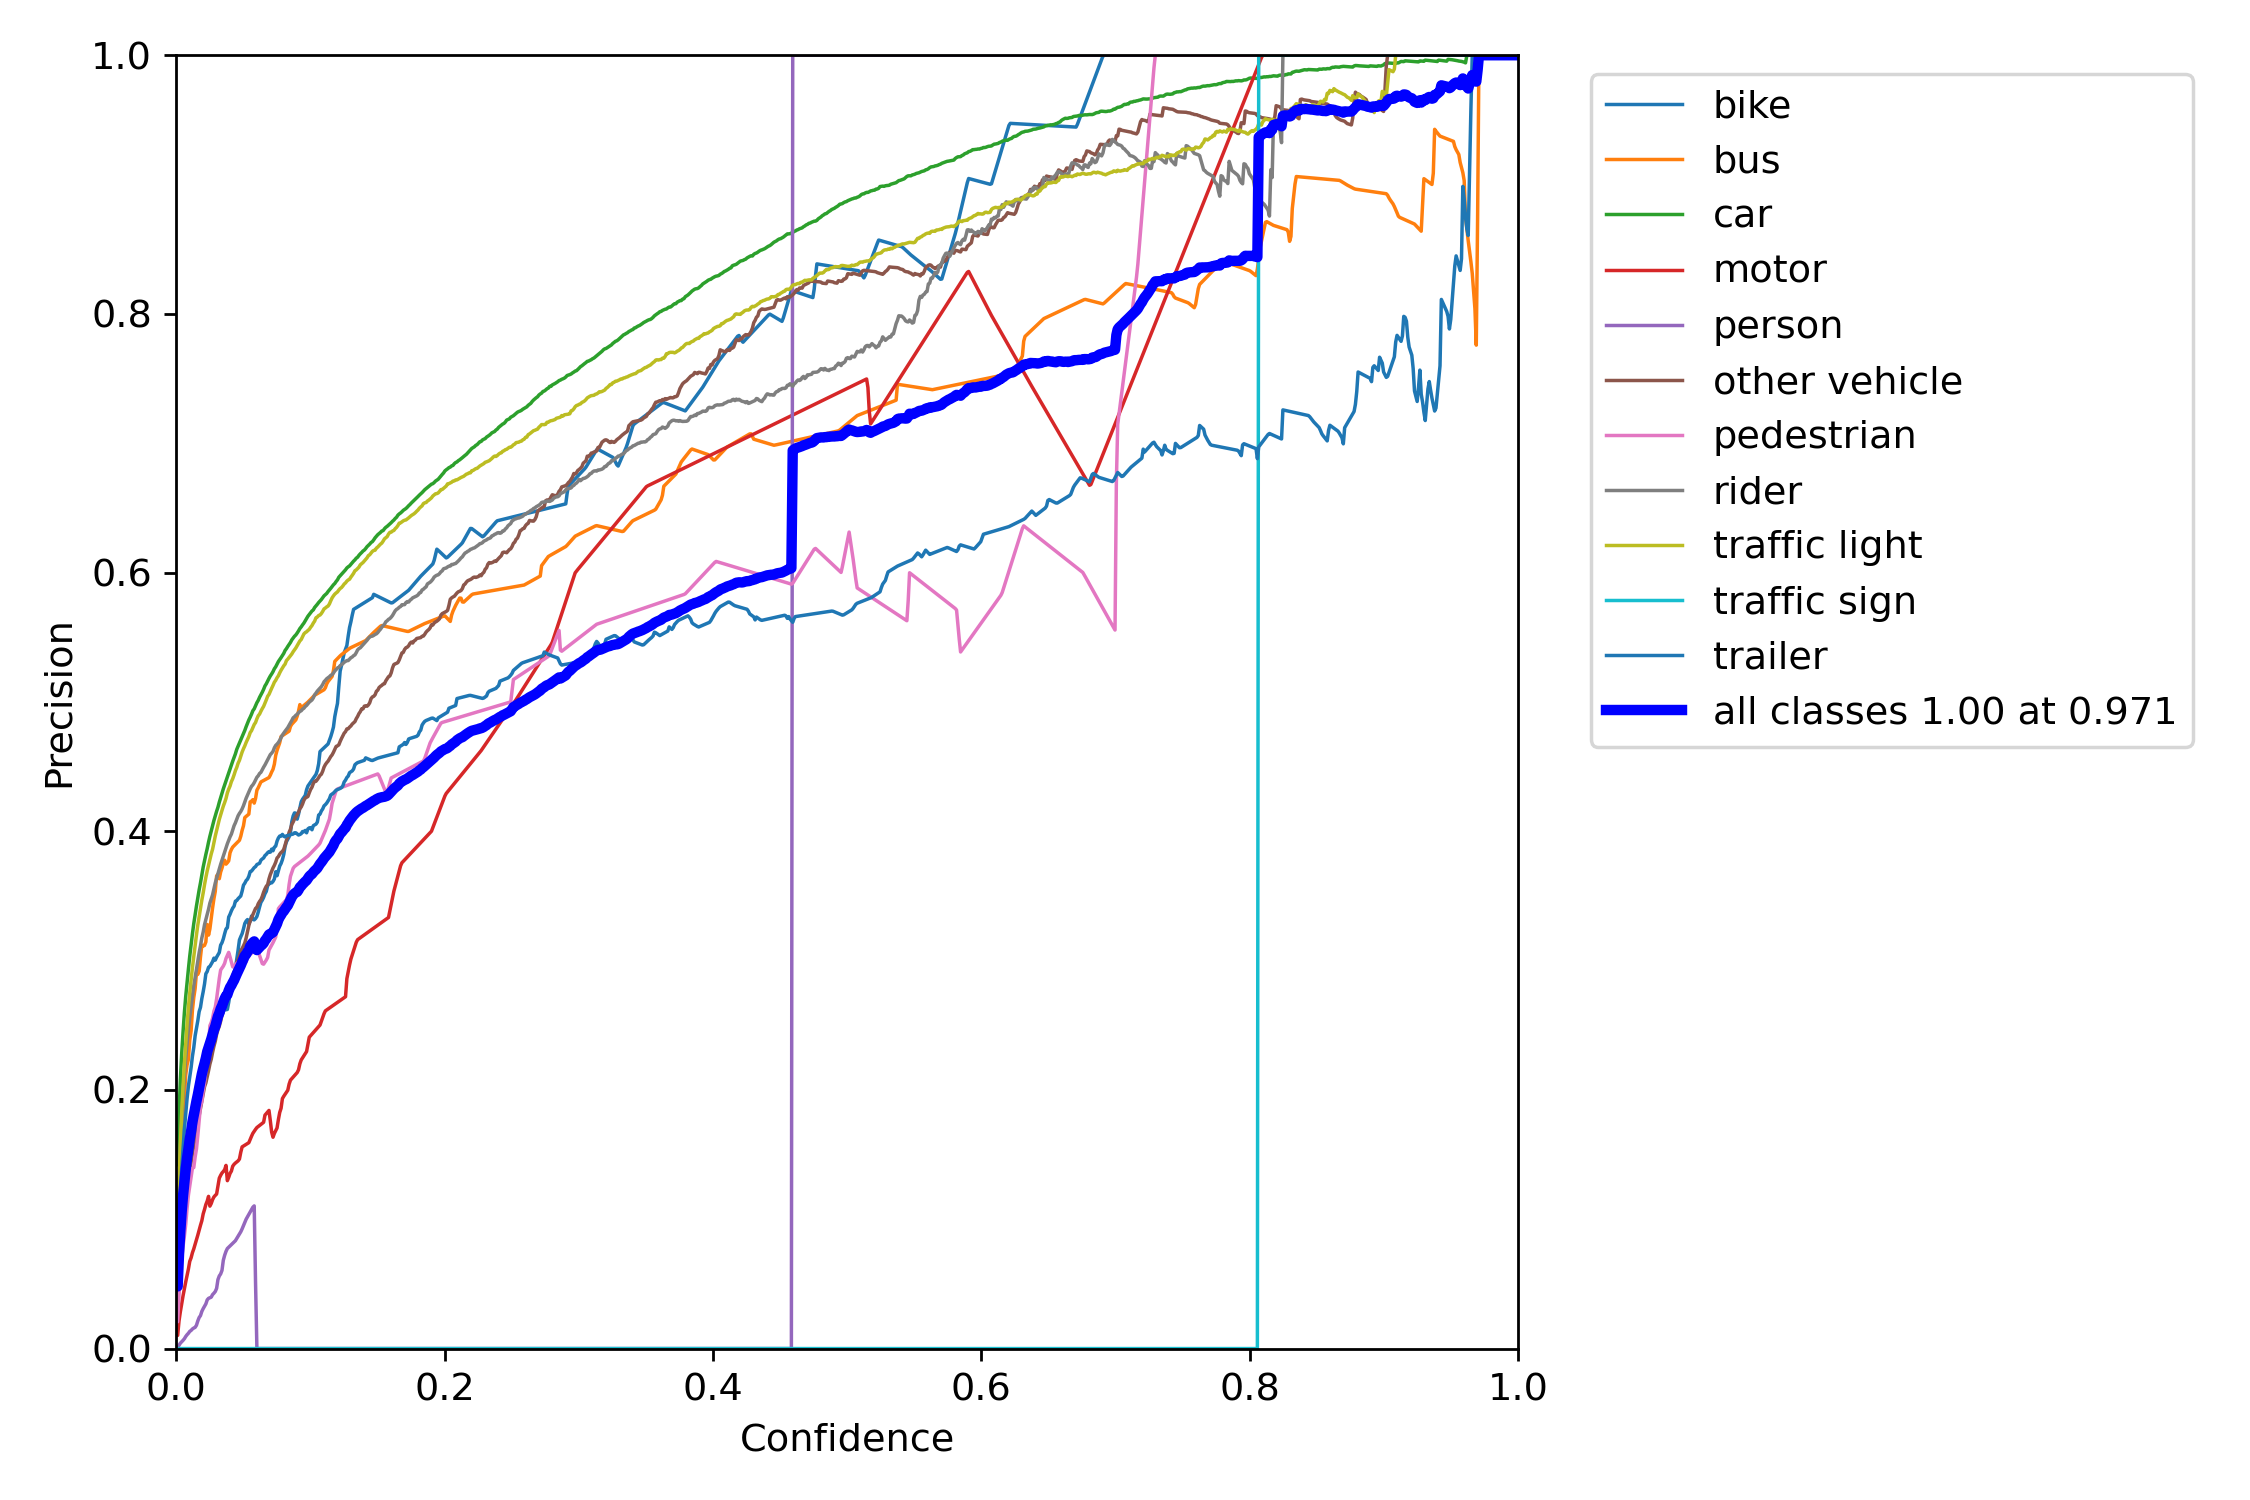 1.0
0.8
0.6
0.4
0.2
0.0
Precision
0.0 0.2 0.4 0.6 0.8 1.0
Confidence
bike
bus
car
motor
person
other vehicle
pedestrian
rider
traffic light
traffic sign
trailer
all classes 1.00 at 0.971